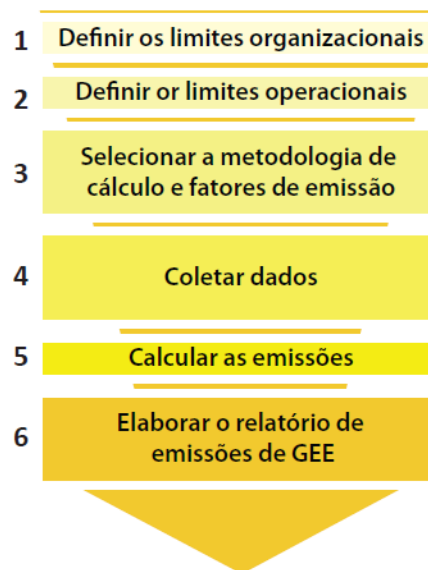 1 Definir os limites organizacionais
2 Definir or limites operacionais
3 Selecionar a metodologia de
cálculo e fatores de emissão
4 Coletar dados
5 Calcular as emissões
6 Elaborar o relatório de
emissões de GEE